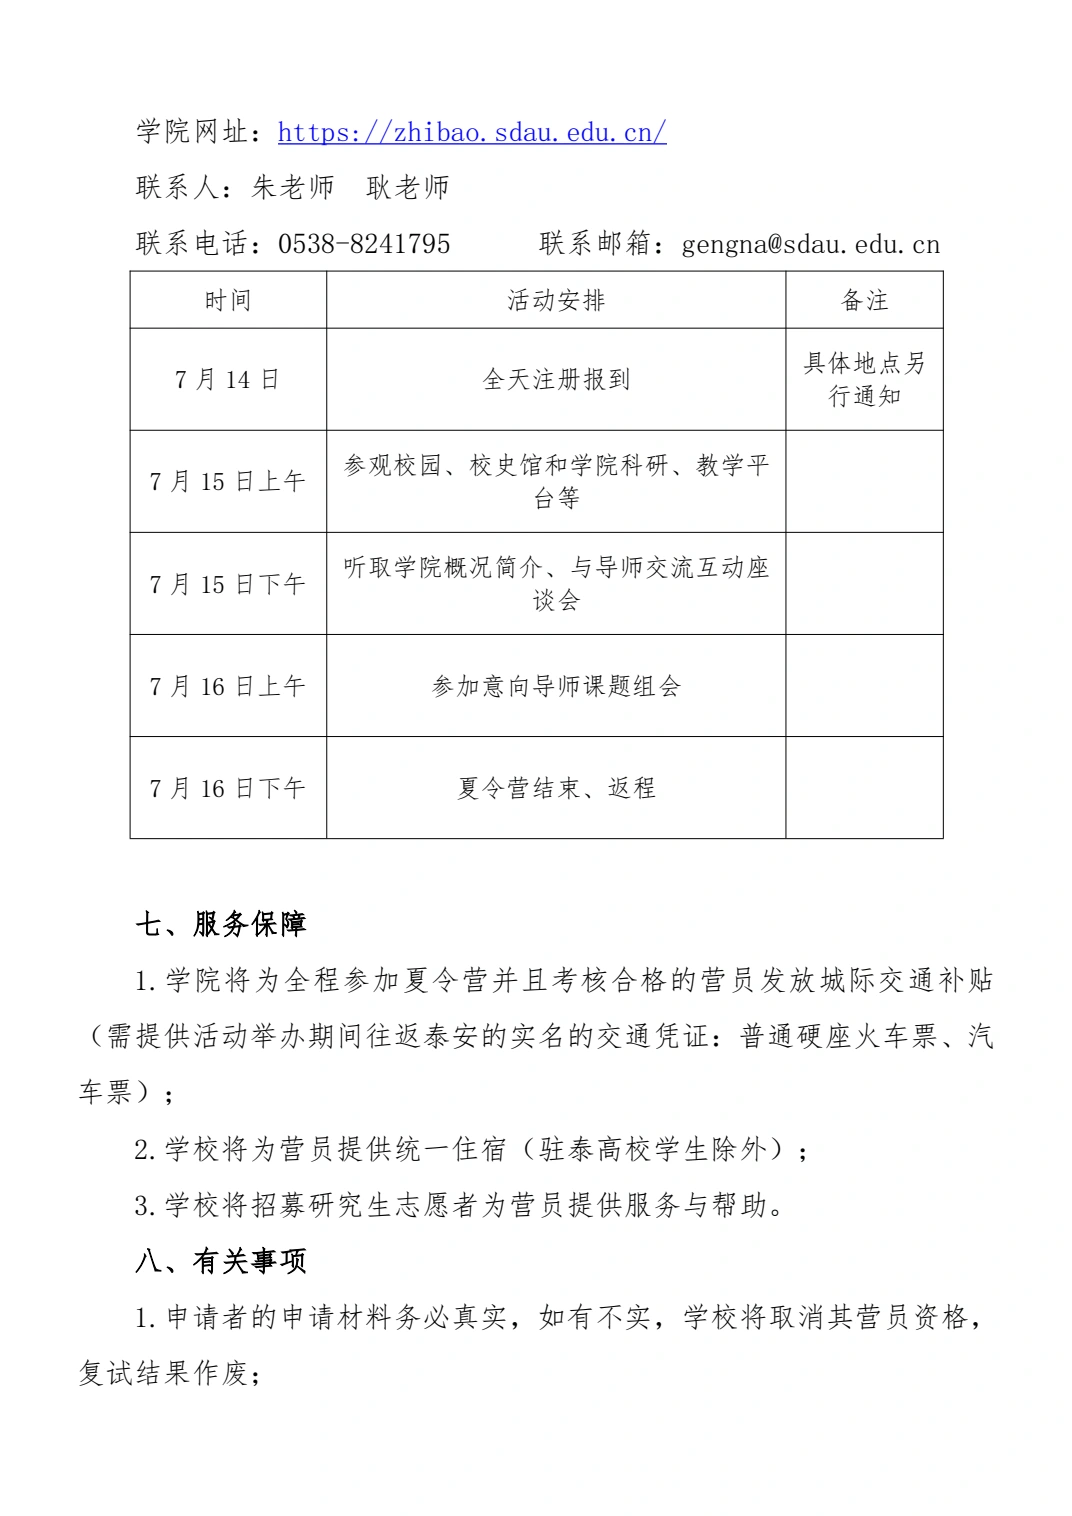 学院网址：https://zhibao.sdau.edu.cn/
联系人：朱老师 耿老师
联系电话：0538-8241795 联系邮箱：gengna@sdau.edu.cn
时间 活动安排 备注
7 月 14 日 全天注册报到 具体地点另
行通知
7 月 15 日上午 参观校园、校史馆和学院科研、教学平
台等
7 月 15 日下午 听取学院概况简介、与导师交流互动座
谈会
7 月 16 日上午 参加意向导师课题组会
7 月 16 日下午 夏令营结束、返程
七、服务保障
1.学院将为全程参加夏令营并且考核合格的营员发放城际交通补贴
（需提供活动举办期间往返泰安的实名的交通凭证：普通硬座火车票、汽
车票）；
2.学校将为营员提供统一住宿（驻泰高校学生除外）；
3.学校将招募研究生志愿者为营员提供服务与帮助。
八、有关事项
1.申请者的申请材料务必真实，如有不实，学校将取消其营员资格，
复试结果作废；